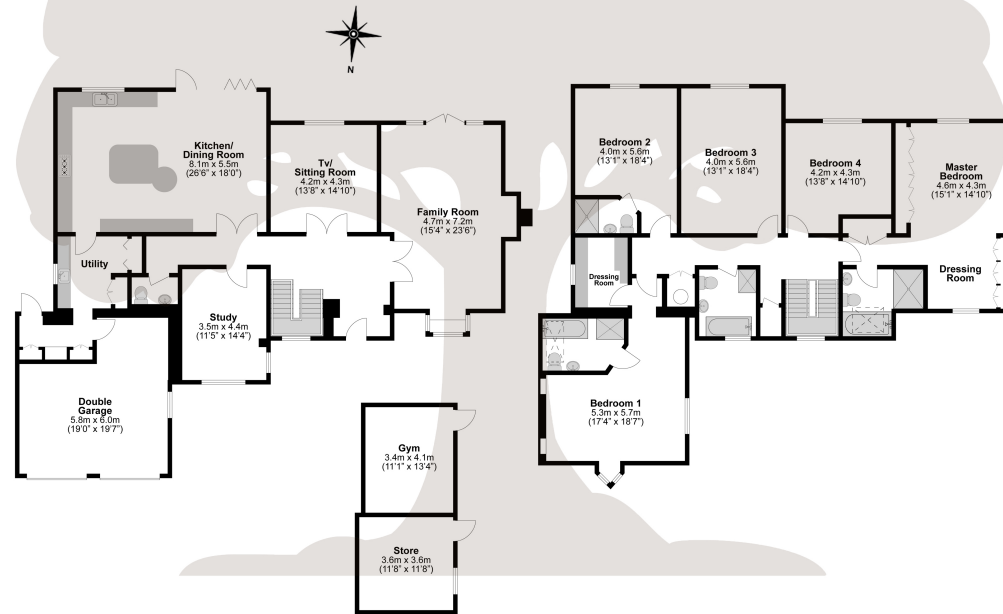 N
Kitchen/
Dining Room
8.1m x 5.5m
(26'6" x 18'0")
Tv/
Sitting Room
4.2m x 4.3m
(13'8" x 14'10")
Family Room
4.7m x 7.2m
(15'4" x 23'6")
Utility
Study
3.5m x 4.4m
(11'5" x 14'4")
Double
Garage
5.8m x 6.0m
(19'0" x 19'7")
Gym
3.4m x 4.1m
(11'1" x 13'4")
Store
3.6m x 3.6m
(11'8" x 11'8")
Bedroom 2
4.0m x 5.6m
(13'1" x 18'4")
Bedroom 3
4.0m x 5.6m
(13'1" x 18'4")
Bedroom 4
4.2m x 4.3m
(13'8" x 14'10")
Master
Bedroom
4.6m x 4.3m
(15'1" x 14'10")
Dressing
Room
Dressing
Room
Bedroom 1
5.3m x 5.7m
(17'4" x 18'7")